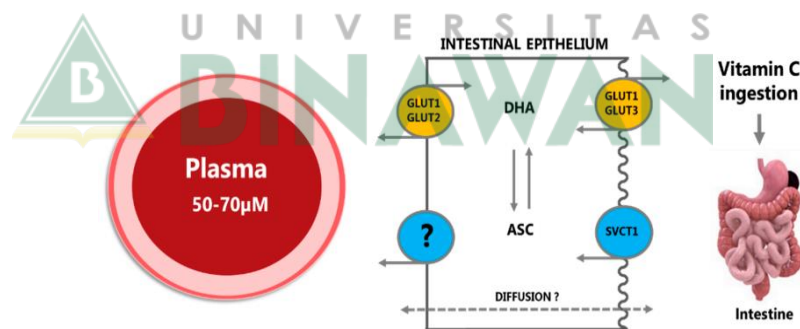 UNIVERSITAS
BINAWAN
B
INTESTINAL EPITHELIUM
Plasma
50-70µM
GLUT1
GLUT2
DHA
GLUT1
GLUT3
?
ASC
SVCT1
DIFFUSION ?
Vitamin C
ingestion
Intestine